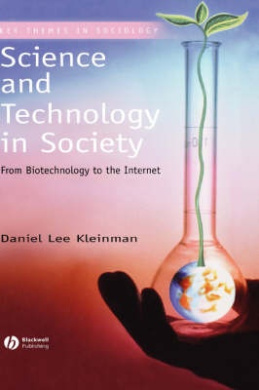 KEY THEMES IN SOCIOLOGY
Science and
Technology
in Society
From Biotechnology to the Internet
Daniel Lee Kleinman
Blackwell
Publishing